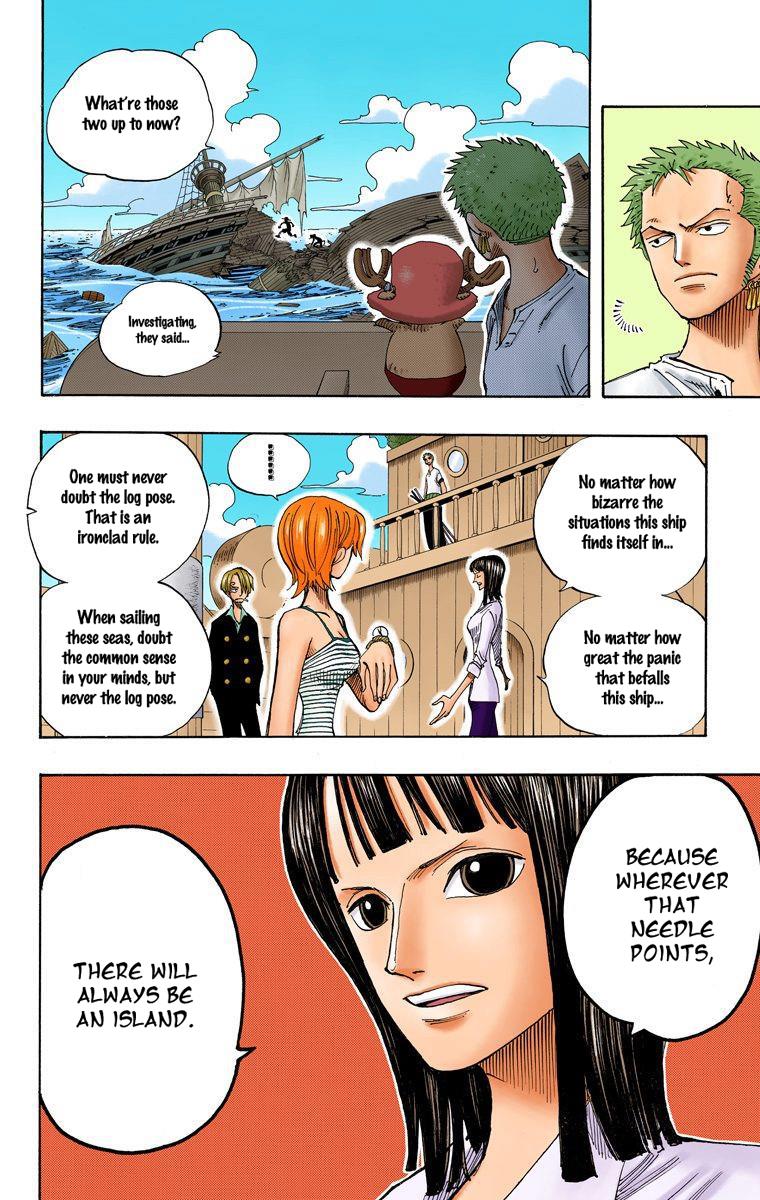 What're those
two up to now?
Investigating,
they said...
No matter how
bizarre the
situations this ship
finds itself in...
No matter how
great the panic
that befalls
this ship...
One must never
doubt the log pose.
That is an
ironclad rule.
When sailing
these seas, doubt
the common sense
in your minds, but
never the log pose.
BECAUSE
WHEREVER
THAT
NEEDLE
POINTS,
THERE WILL
ALWAYS BE
AN ISLAND.